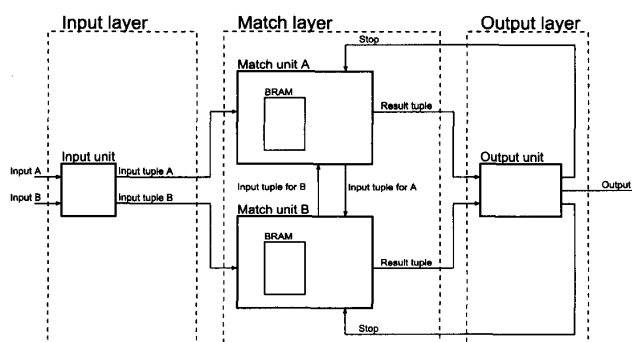 Input layer
Match layer
Output layer
Stop
Match unit A
BRAM
Result tuple
Input unit
Output unit
Input A
Input tuple A
Input B
Input tuple B
Input tuple for B
Input tuple for A
Output
Match unit B
BRAM
Result tuple
Stop